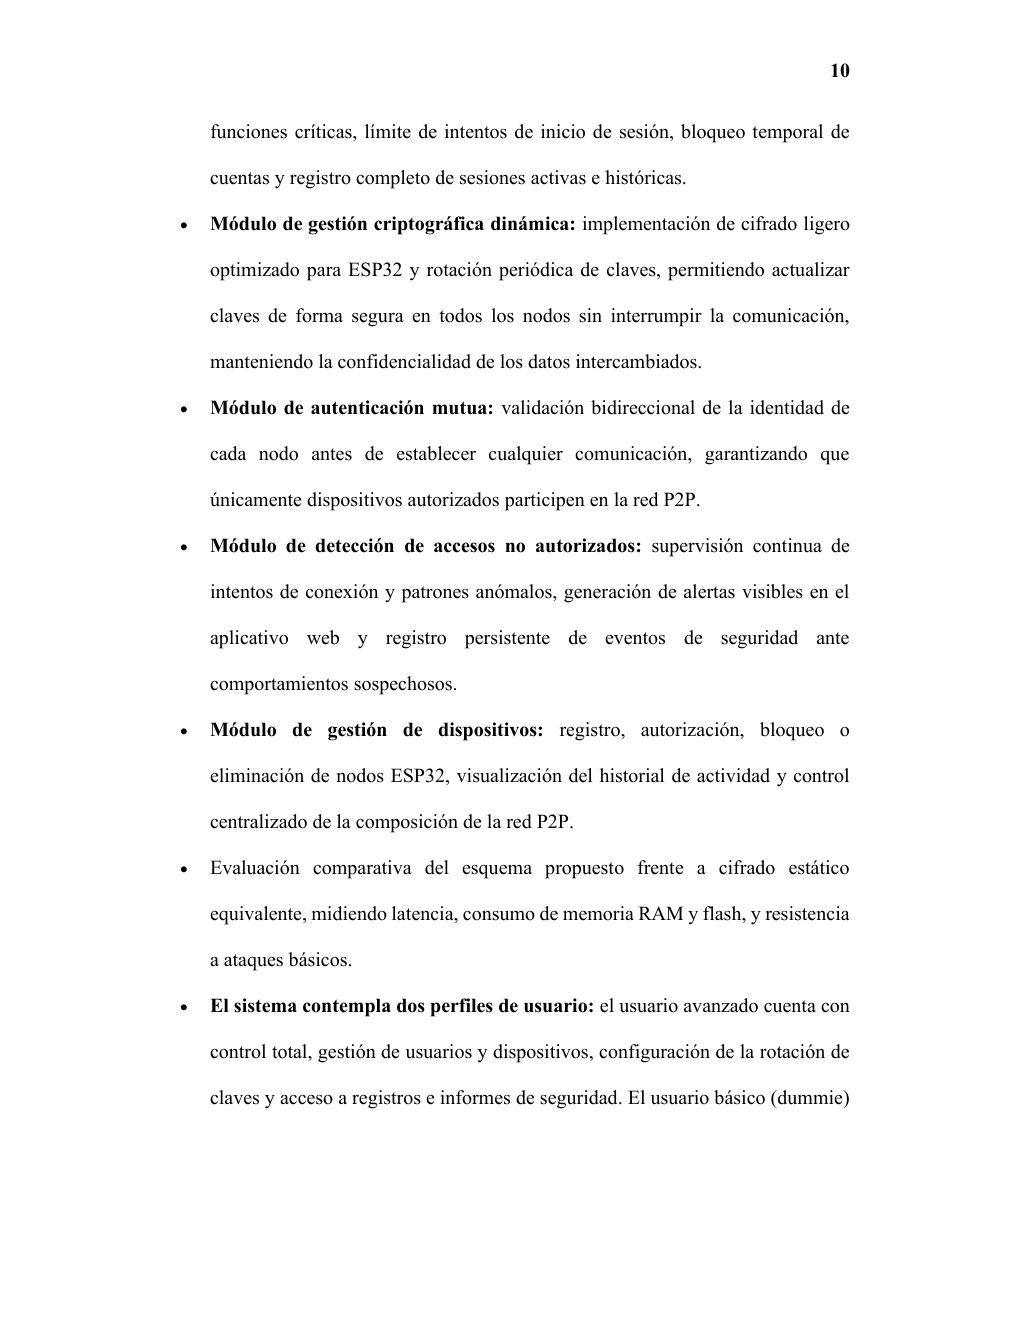 10
funciones críticas, límite de intentos de inicio de sesión, bloqueo temporal de
cuentas y registro completo de sesiones activas e históricas.
• Módulo de gestión criptográfica dinámica: implementación de cifrado ligero
optimizado para ESP32 y rotación periódica de claves, permitiendo actualizar
claves de forma segura en todos los nodos sin interrumpir la comunicación,
manteniendo la confidencialidad de los datos intercambiados.
• Módulo de autenticación mutua: validación bidireccional de la identidad de
cada nodo antes de establecer cualquier comunicación, garantizando que
únicamente dispositivos autorizados participen en la red P2P.
• Módulo de detección de accesos no autorizados: supervisión continua de
intentos de conexión y patrones anómalos, generación de alertas visibles en el
aplicativo web y registro persistente de eventos de seguridad ante
comportamientos sospechosos.
• Módulo de gestión de dispositivos: registro, autorización, bloqueo o
eliminación de nodos ESP32, visualización del historial de actividad y control
centralizado de la composición de la red P2P.
• Evaluación comparativa del esquema propuesto frente a cifrado estático
equivalente, midiendo latencia, consumo de memoria RAM y flash, y resistencia
a ataques básicos.
• El sistema contempla dos perfiles de usuario: el usuario avanzado cuenta con
control total, gestión de usuarios y dispositivos, configuración de la rotación de
claves y acceso a registros e informes de seguridad. El usuario básico (dummie)